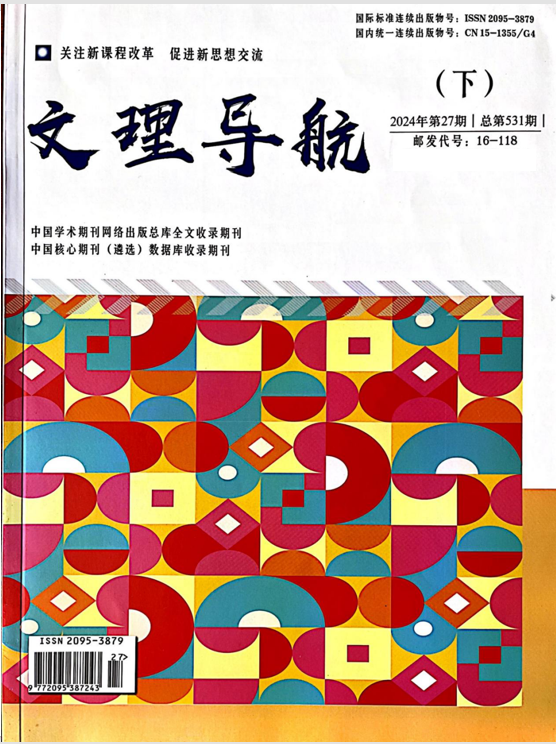 国际标准连续出版物号：ISSN 2095-3879
国内统一连续出版物号：CN 15-1355/G4
关注新课程改革 促进新思想交流
（下）
文理导航
2024年第27期｜总第531期｜
邮发代号：16-118
中国学术期刊网络出版总库全文收录期刊
中国核心期刊（遴选）数据库收录期刊
ISSN 2095-3879
27>
9 772095 387243